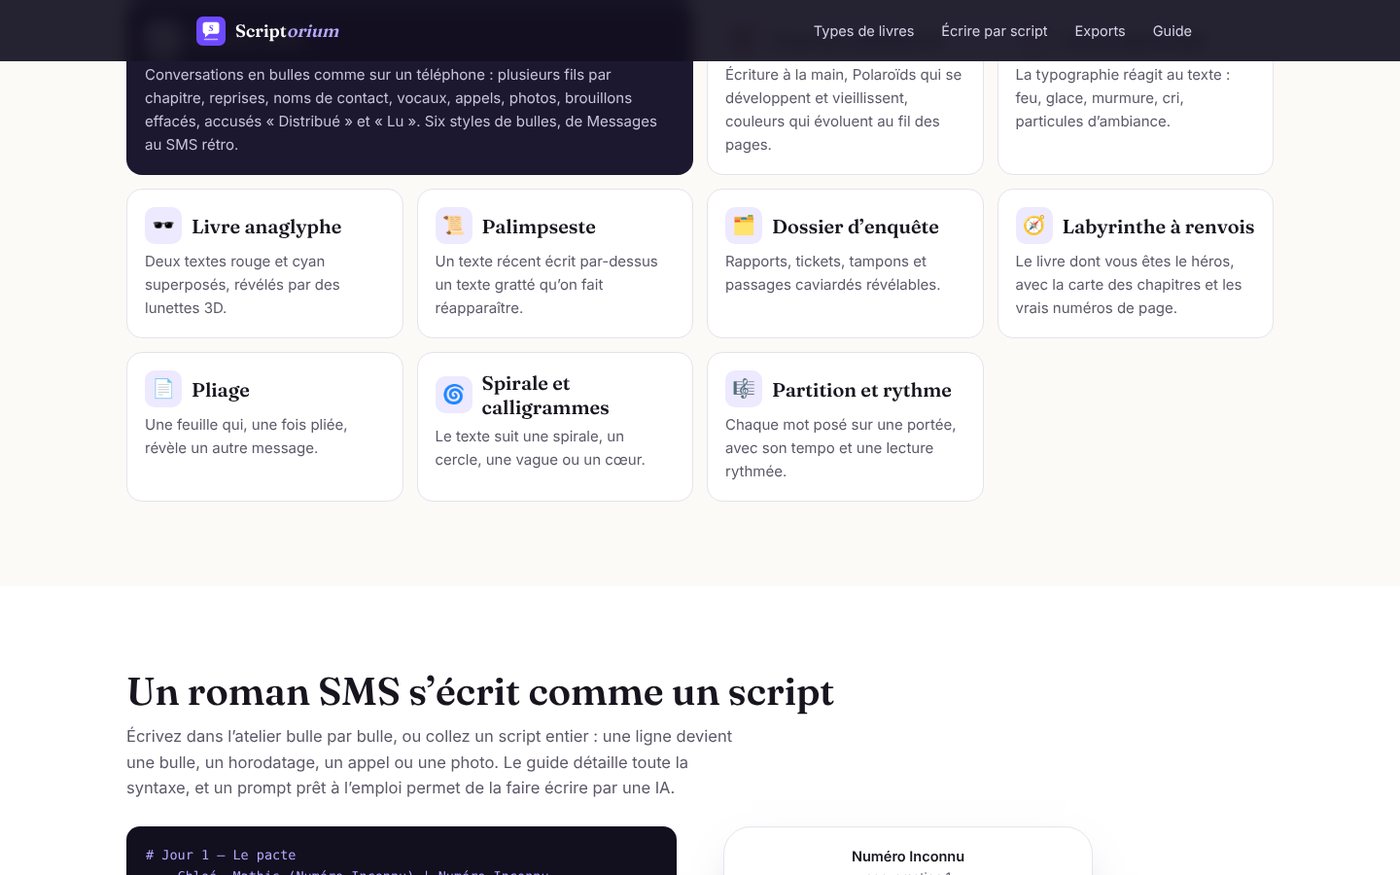 Scriptorium
Types de livres
Écrire par script
Exports
Guide
Conversations en bulles comme sur un téléphone : plusieurs fils par
chapitre, reprises, noms de contact, vocaux, appels, photos, brouillons
effacés, accusés « Distribué » et « Lu ». Six styles de bulles, de Messages
au SMS rétro.
Écriture à la main, Polaroïds qui se
développent et vieillissent,
couleurs qui évoluent au fil des
pages.
La typographie réagit au texte :
feu, glace, murmure, cri,
particules d’ambiance.
Livre anaglyphe
Deux textes rouge et cyan
superposés, révélés par des
lunettes 3D.
Palimpseste
Un texte récent écrit par-dessus
un texte gratté qu’on fait
réapparaître.
Dossier d’enquête
Rapports, tickets, tampons et
passages caviardés révélables.
Labyrinthe à renvois
Le livre dont vous êtes le héros,
avec la carte des chapitres et les
vrais numéros de page.
Pliage
Une feuille qui, une fois pliée,
révèle un autre message.
Spirale et
calligrammes
Le texte suit une spirale, un
cercle, une vague ou un cœur.
Partition et rythme
Chaque mot posé sur une portée,
avec son tempo et une lecture
rythmée.
Un roman SMS s’écrit comme un script
Écrivez dans l’atelier bulle par bulle, ou collez un script entier : une ligne devient
une bulle, un horodatage, un appel ou une photo. Le guide détaille toute la
syntaxe, et un prompt prêt à l’emploi permet de la faire écrire par une IA.
# Jour 1 — Le pacte
Numéro Inconnu